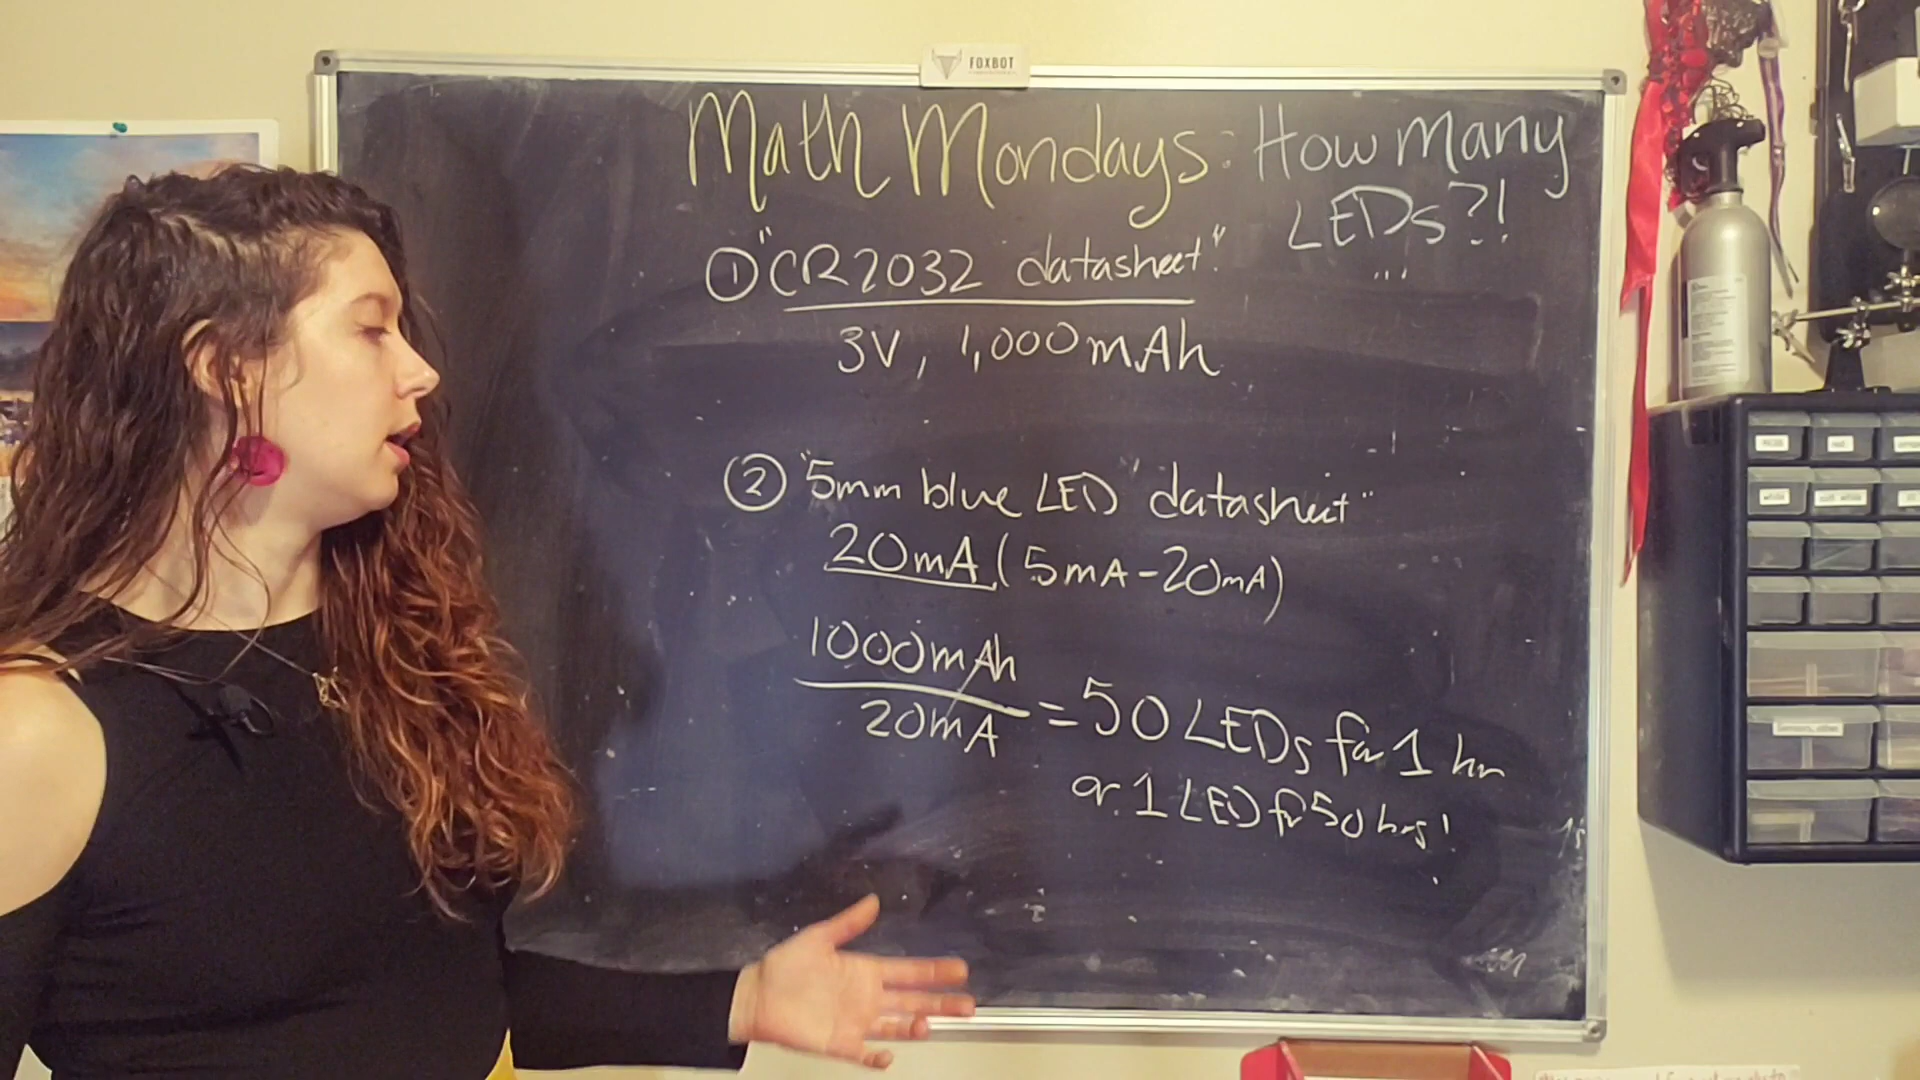 FOXBOT
Math Mondays: How many
LEDs?!
...
① "CR2032 datasheet"
3V, 1,000mAh
② "5mm blue LED" datasheet"
20mA (5mA-20mA)
1000mAh
20mA
= 50 LEDs for 1 hr
or 1 LED for 50 hrs!